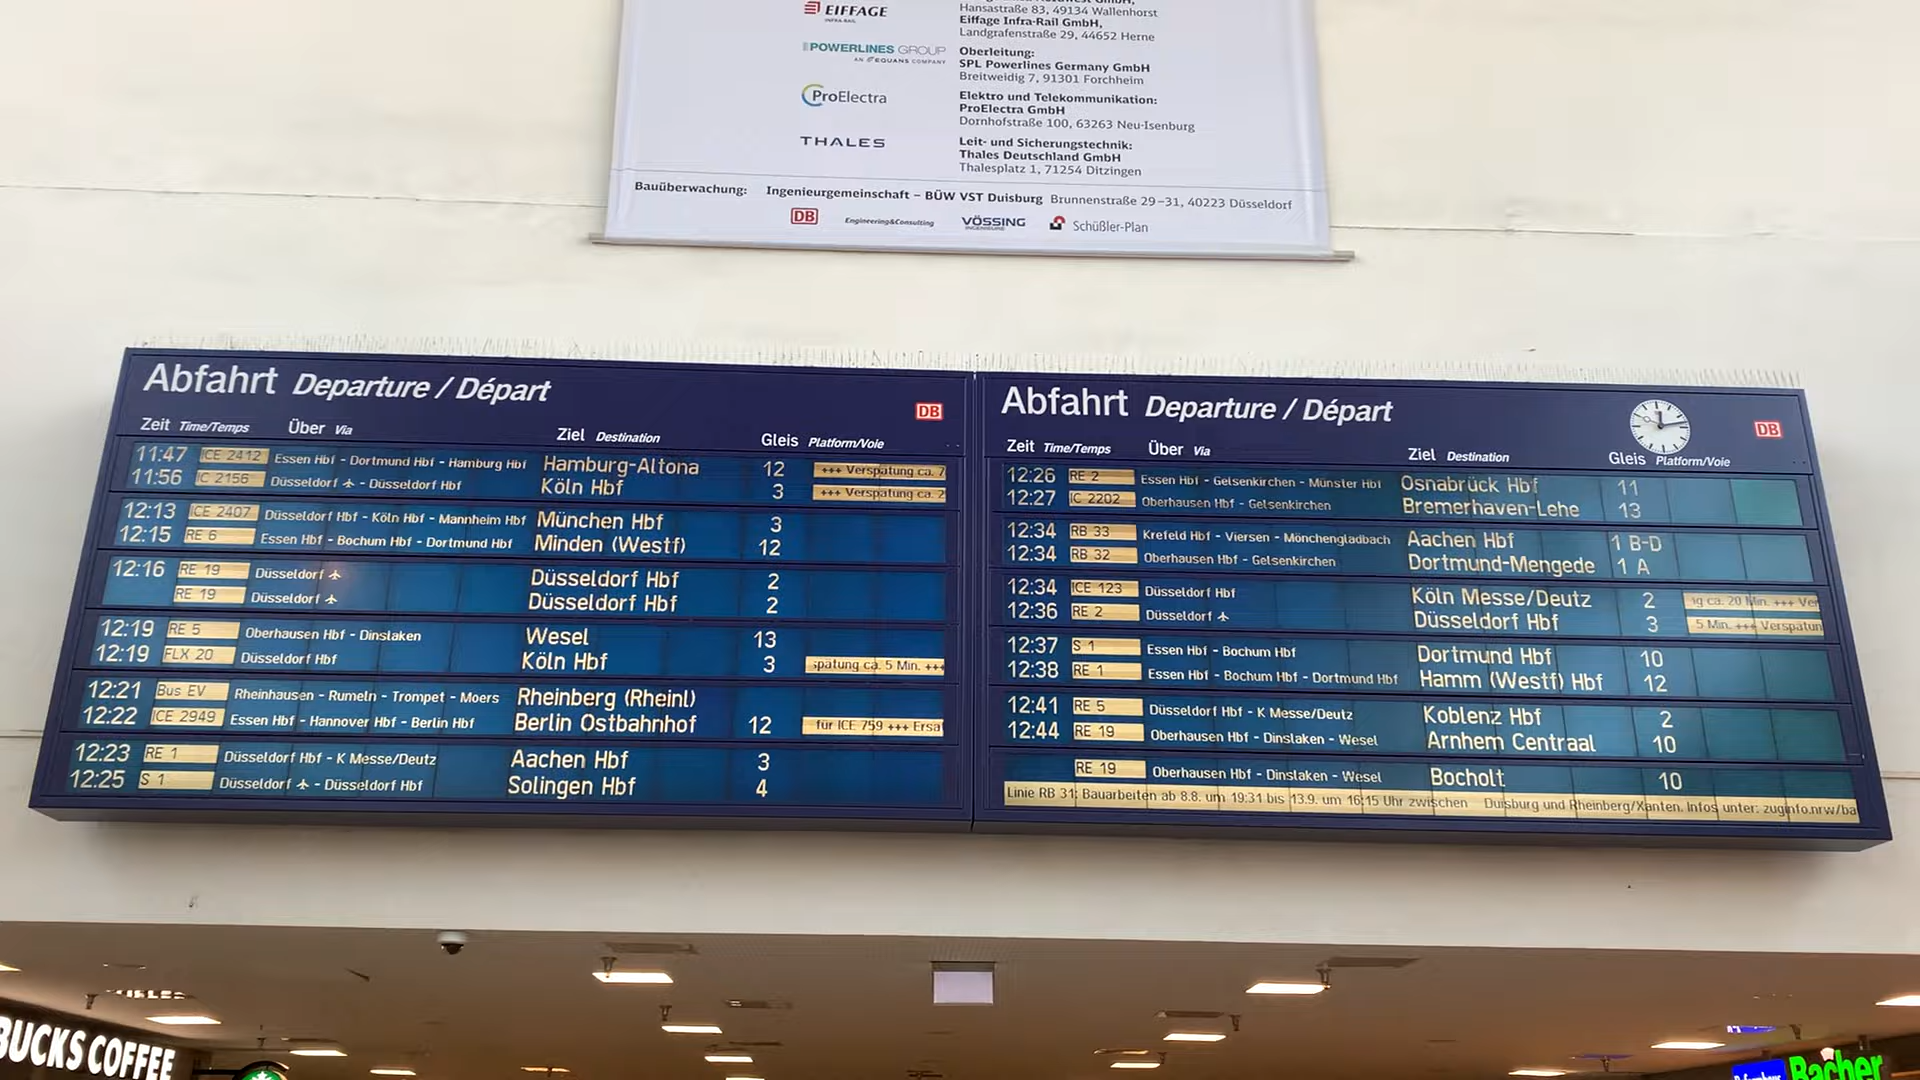 EIFFAGE
INFRA-RAIL
Hansastraße 83, 49134 Wallenhorst
Eiffage Infra-Rail GmbH,
Landgrafenstraße 29, 44652 Herne
POWERLINES GROUP
AN EQUANS COMPANY
Oberleitung:
SPL Powerlines Germany GmbH
Breitweidig 7, 91301 Forchheim
ProElectra
Elektro und Telekommunikation:
ProElectra GmbH
Dornhofstraße 100, 63263 Neu-Isenburg
THALES
Leit- und Sicherungstechnik:
Thales Deutschland GmbH
Thalesplatz 1, 71254 Ditzingen
Bauüberwachung: Ingenieurgemeinschaft – BÜW VST Duisburg Brunnenstraße 29–31, 40223 Düsseldorf
DB Engineering&Consulting VÖSSING INGENIEURE Schüßler-Plan
Abfahrt Departure / Départ
DB
Zeit Time/Temps Über Via Ziel Destination Gleis Platform/Voie
11:47 ICE 2412 Essen Hbf - Dortmund Hbf - Hamburg Hbf Hamburg-Altona 12 +++ Verspätung ca. 7
11:56 IC 2156 Düsseldorf ✈ - Düsseldorf Hbf Köln Hbf 3 +++ Verspätung ca. 2
12:13 ICE 2407 Düsseldorf Hbf - Köln Hbf - Mannheim Hbf München Hbf 3
12:15 RE 6 Essen Hbf - Bochum Hbf - Dortmund Hbf Minden (Westf) 12
12:16 RE 19 Düsseldorf ✈ Düsseldorf Hbf 2
RE 19 Düsseldorf ✈ Düsseldorf Hbf 2
12:19 RE 5 Oberhausen Hbf - Dinslaken Wesel 13
12:19 FLX 20 Düsseldorf Hbf Köln Hbf 3 spätung ca. 5 Min. +++
12:21 Bus EV Rheinhausen - Rumeln - Trompet - Moers Rheinberg (Rheinl)
12:22 ICE 2949 Essen Hbf - Hannover Hbf - Berlin Hbf Berlin Ostbahnhof 12 für ICE 759 +++ Ersa
12:23 RE 1 Düsseldorf Hbf - K Messe/Deutz Aachen Hbf 3
12:25 S 1 Düsseldorf ✈ - Düsseldorf Hbf Solingen Hbf 4
Abfahrt Departure / Départ
DB
Zeit Time/Temps Über Via Ziel Destination Gleis Platform/Voie
12:26 RE 2 Essen Hbf - Gelsenkirchen - Münster Hbf Osnabrück Hbf 11
12:27 IC 2202 Oberhausen Hbf - Gelsenkirchen Bremerhaven-Lehe 13
12:34 RB 33 Krefeld Hbf - Viersen - Mönchengladbach Aachen Hbf 1 B-D
12:34 RB 32 Oberhausen Hbf - Gelsenkirchen Dortmund-Mengede 1 A
12:34 ICE 123 Düsseldorf Hbf Köln Messe/Deutz 2 ng ca. 20 Min. +++ Ver
12:36 RE 2 Düsseldorf ✈ Düsseldorf Hbf 3 5 Min. +++ Verspätun
12:37 S 1 Essen Hbf - Bochum Hbf Dortmund Hbf 10
12:38 RE 1 Essen Hbf - Bochum Hbf - Dortmund Hbf Hamm (Westf) Hbf 12
12:41 RE 5 Düsseldorf Hbf - K Messe/Deutz Koblenz Hbf 2
12:44 RE 19 Oberhausen Hbf - Dinslaken - Wesel Arnhem Centraal 10
RE 19 Oberhausen Hbf - Dinslaken - Wesel Bocholt 10
Linie RB 31: Bauarbeiten ab 8.8. um 19:31 bis 13.9. um 16:15 Uhr zwischen Duisburg und Rheinberg/Xanten. Infos unter: zuginfo.nrw/ba
BUCKS COFFEE
Bacher